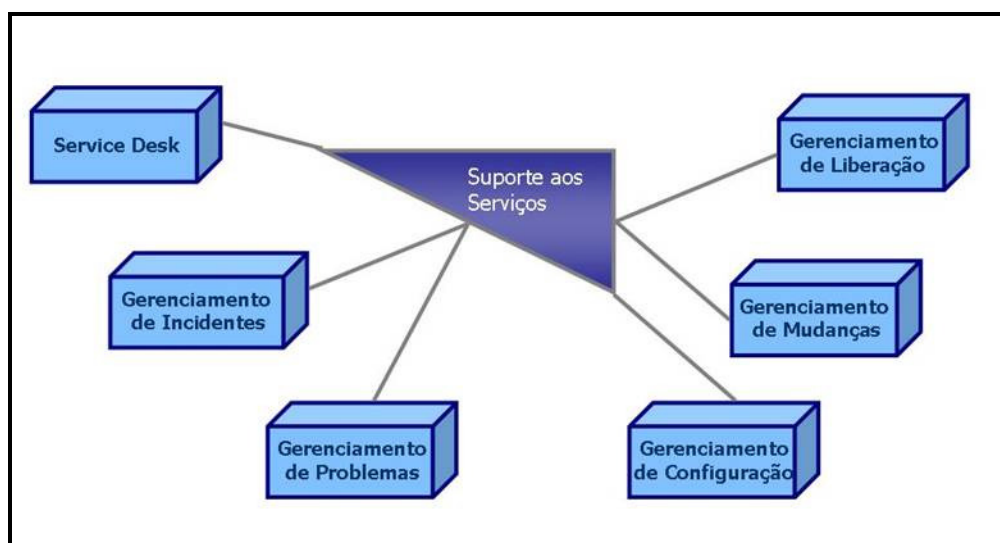 Service Desk
Suporte aos
Serviços
Gerenciamento
de Liberação
Gerenciamento
de Incidentes
Gerenciamento
de Mudanças
Gerenciamento
de Problemas
Gerenciamento
de Configuração